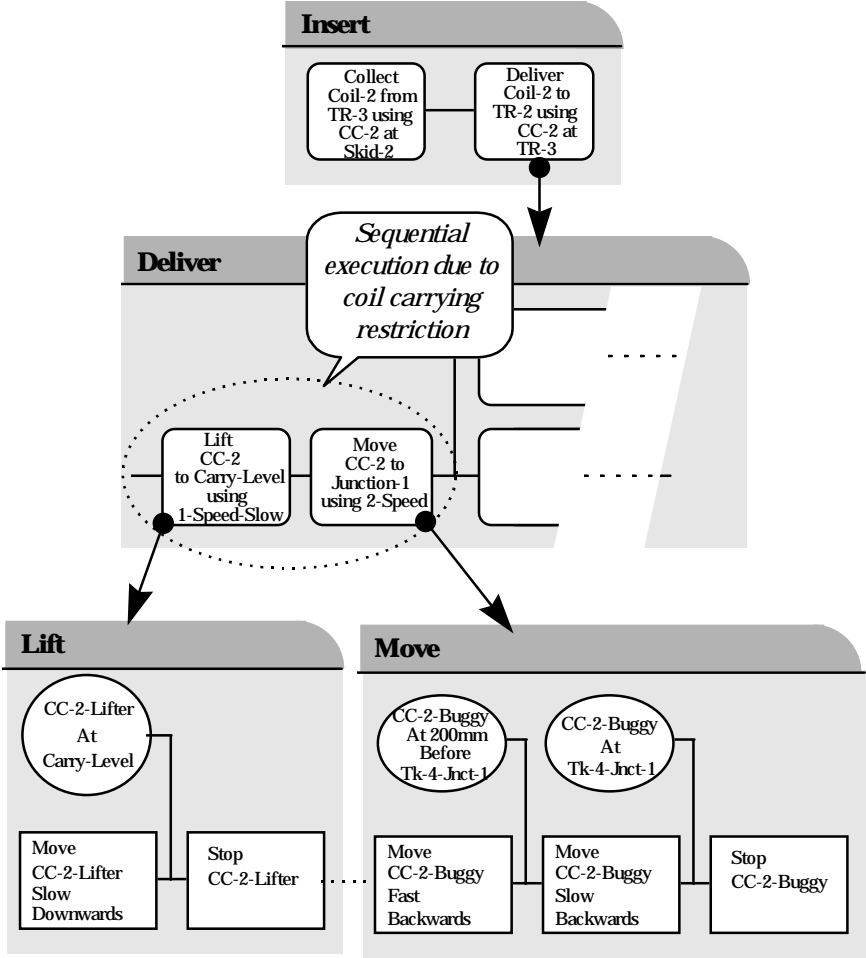 Insert
Collect
Coil-2 from
TR-3 using
CC-2 at
Skid-2
Deliver
Coil-2 to
TR-2 using
CC-2 at
TR-3
Deliver
Sequential
execution due to
coil carrying
restriction
Lift
CC-2
to Carry-Level
using
1-Speed-Slow
Move
CC-2 to
Junction-1
using 2-Speed
Lift
CC-2-Lifter
At
Carry-Level
Move
CC-2-Lifter
Slow
Downwards
Stop
CC-2-Lifter
Move
CC-2-Buggy
At 200mm
Before
Tk-4-Jnct-1
CC-2-Buggy
At
Tk-4-Jnct-1
Move
CC-2-Buggy
Fast
Backwards
Move
CC-2-Buggy
Slow
Backwards
Stop
CC-2-Buggy